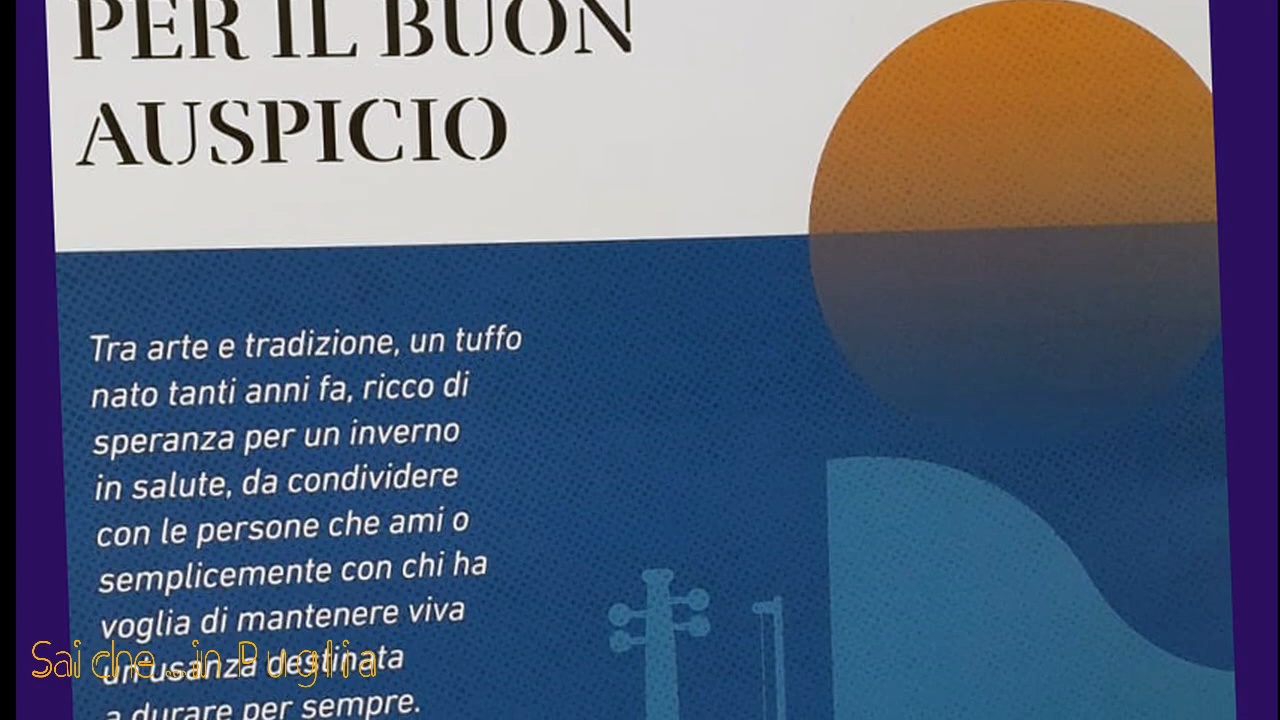 PER IL BUON
AUSPICIO
Tra arte e tradizione, un tuffo
nato tanti anni fa, ricco di
speranza per un inverno
in salute, da condividere
con le persone che ami o
semplicemente con chi ha
voglia di mantenere viva
un'usanza destinata
a durare per sempre.
Sai che ...in Puglia